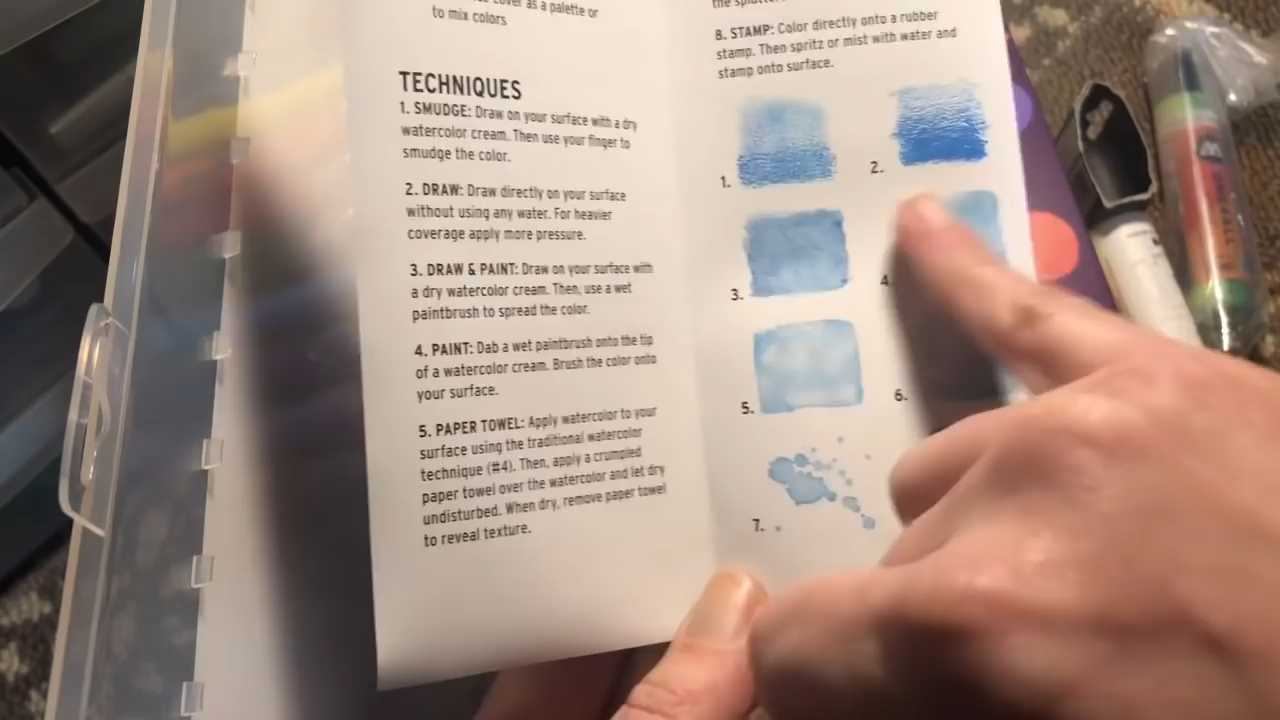 cover as a palette or
to mix colors
TECHNIQUES
1. SMUDGE: Draw on your surface with a dry
watercolor cream. Then use your finger to
smudge the color.
2. DRAW: Draw directly on your surface
without using any water. For heavier
coverage apply more pressure.
3. DRAW & PAINT: Draw on your surface with
a dry watercolor cream. Then, use a wet
paintbrush to spread the color.
4. PAINT: Dab a wet paintbrush onto the tip
of a watercolor cream. Brush the color onto
your surface.
5. PAPER TOWEL: Apply watercolor to your
surface using the traditional watercolor
technique (#4). Then, apply a crumpled
paper towel over the watercolor and let dry
undisturbed. When dry, remove paper towel
to reveal texture.
the
8. STAMP: Color directly onto a rubber
stamp. Then spritz or mist with water and
stamp onto surface.
1.
2.
3.
4.
5.
6.
7.